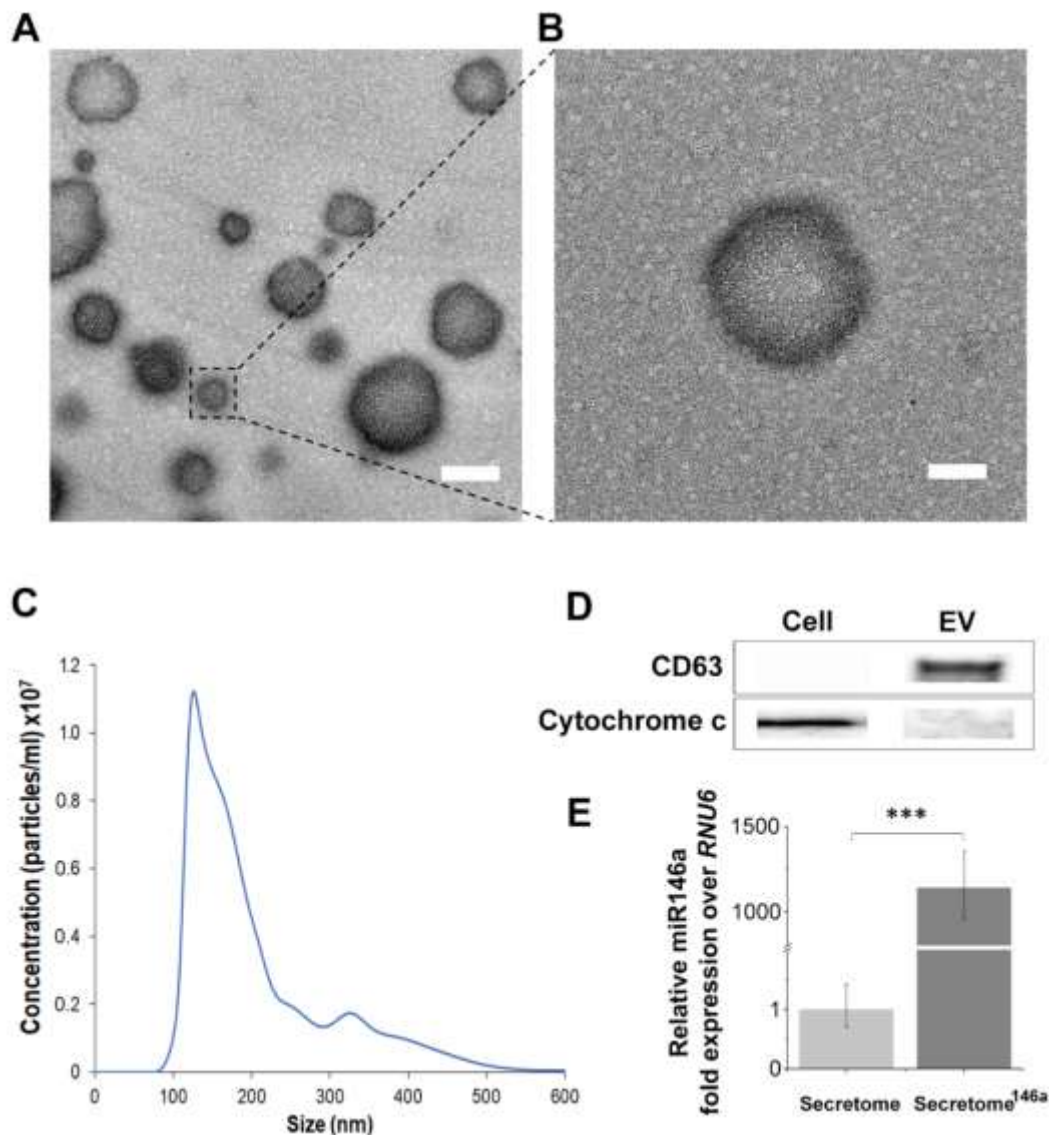 A
B
C
Concentration (particles/ml) x10⁷
1.2
1.0
0.8
0.6
0.4
0.2
0
0 100 200 300 400 500 600
Size (nm)
D
Cell EV
CD63
Cytochrome c
E
Relative miR146a
fold expression over RNU6
***
1500
1000
1
0
Secretome Secretome¹⁴⁶ᵃ